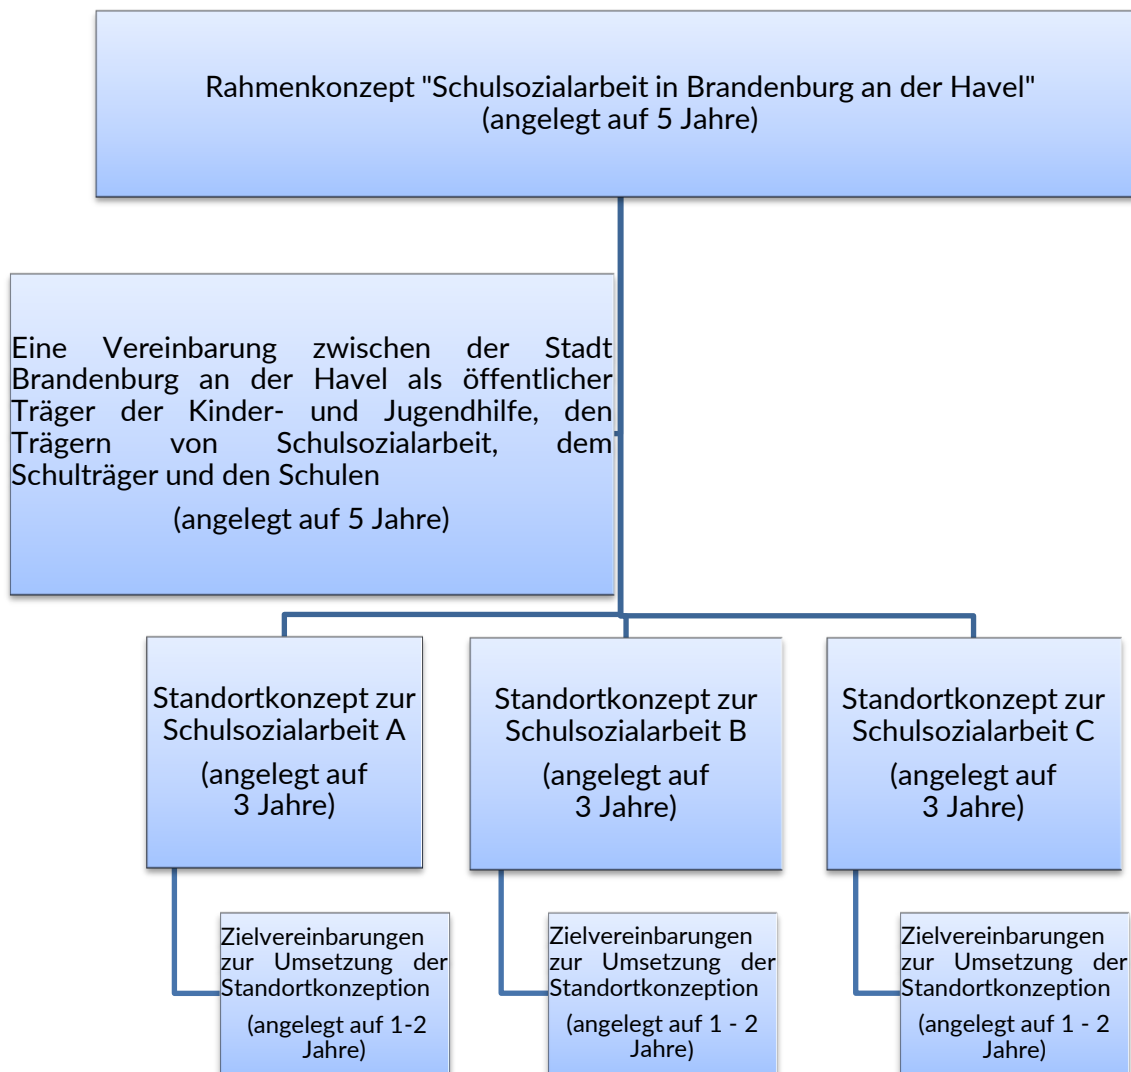 Rahmenkonzept "Schulsozialarbeit in Brandenburg an der Havel"
(angelegt auf 5 Jahre)
Eine Vereinbarung zwischen der Stadt
Brandenburg an der Havel als öffentlicher
Träger der Kinder- und Jugendhilfe, den
Trägern von Schulsozialarbeit, dem
Schulträger und den Schulen
(angelegt auf 5 Jahre)
Standortkonzept zur
Schulsozialarbeit A
(angelegt auf
3 Jahre)
Standortkonzept zur
Schulsozialarbeit B
(angelegt auf
3 Jahre)
Standortkonzept zur
Schulsozialarbeit C
(angelegt auf
3 Jahre)
Zielvereinbarungen
zur Umsetzung der
Standortkonzeption
(angelegt auf 1-2
Jahre)
Zielvereinbarungen
zur Umsetzung der
Standortkonzeption
(angelegt auf 1 - 2
Jahre)
Zielvereinbarungen
zur Umsetzung der
Standortkonzeption
(angelegt auf 1 - 2
Jahre)